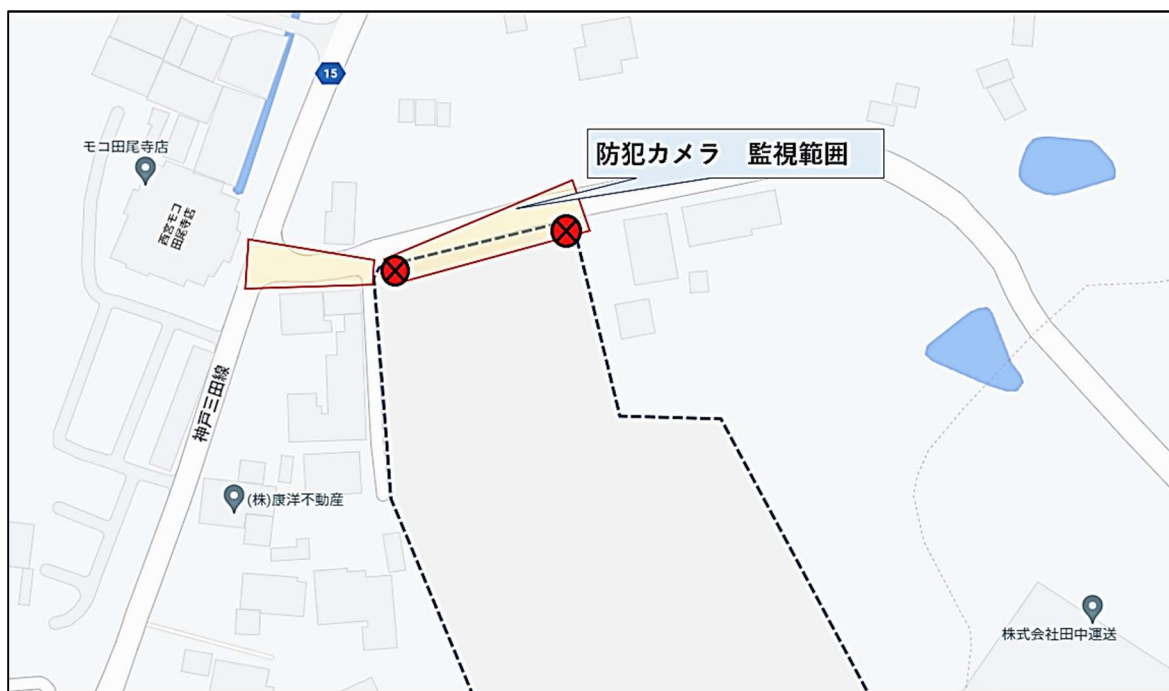 15
モコ田尾寺店
防犯カメラ　監視範囲
西宮モコ
田尾寺店
神戸三田線
(株)康洋不動産
株式会社田中運送